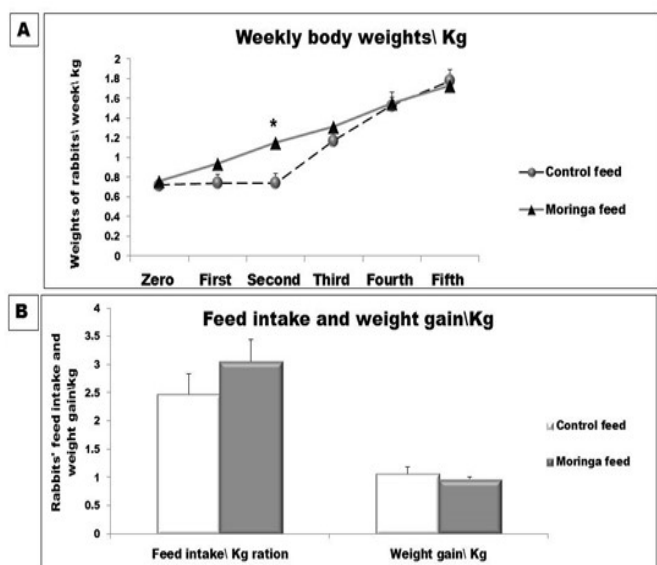 A
Weekly body weights\ Kg
Weights of rabbits\ week\ kg
1.8
1.6
1.4
1.2
1
0.8
0.6
0.4
0.2
0
Zero First Second Third Fourth Fifth
*
Control feed
Moringa feed
B
Feed intake and weight gain\Kg
Rabbits' feed intake and
weight gain\kg
4
3.5
3
2.5
2
1.5
1
0.5
0
Feed intake\ Kg ration Weight gain\ Kg
Control feed
Moringa feed